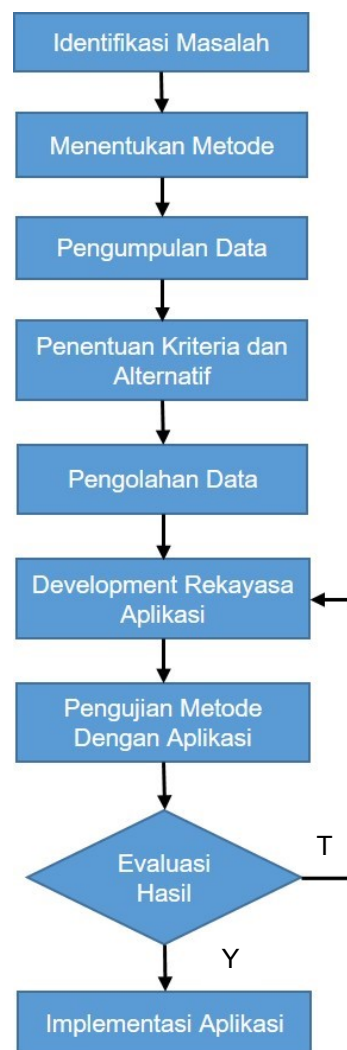 Identifikasi Masalah
Menentukan Metode
Pengumpulan Data
Penentuan Kriteria dan
Alternatif
Pengolahan Data
Development Rekayasa
Aplikasi
Pengujian Metode
Dengan Aplikasi
Evaluasi
Hasil
T
Y
Implementasi Aplikasi